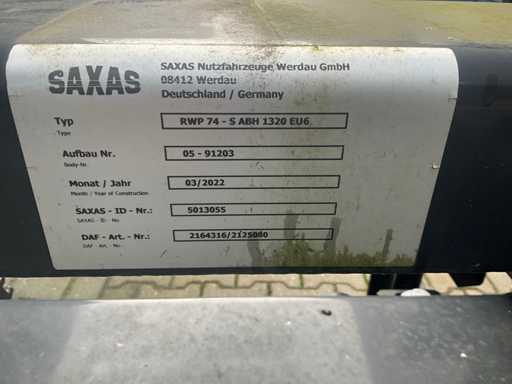 SAXAS
SAXAS Nutzfahrzeuge Werdau GmbH
08412 Werdau
Deutschland / Germany
Typ RWP 74 - S ABH 1320 EU6
Type
Aufbau Nr. 05 - 91203
Body-Nr.
Monat / Jahr 03/2022
Month / Year of Construction
SAXAS - ID - Nr.: 5013055
SAXAS - ID - No.
DAF - Art. - Nr.: 2164316/2125080
DAF - Art. - No.